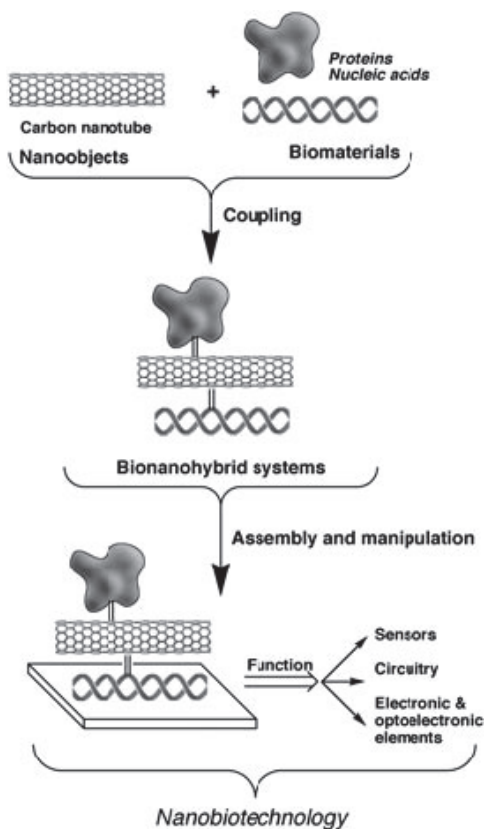 Proteins
Nucleic acids
+
Carbon nanotube
Nanoobjects
Biomaterials
Coupling
Bionanohybrid systems
Assembly and manipulation
Function
Sensors
Circuitry
Electronic &
optoelectronic
elements
Nanobiotechnology